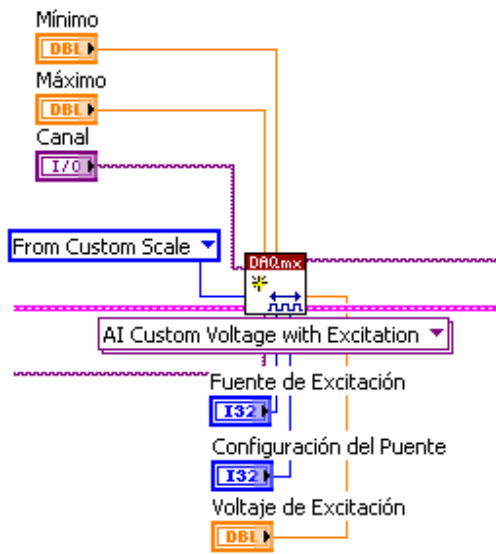 Mínimo
DBL
Máximo
DBL
Canal
I/O
From Custom Scale
DAQmx
AI Custom Voltage with Excitation
Fuente de Excitación
I32
Configuración del Puente
I32
Voltaje de Excitación
DBL